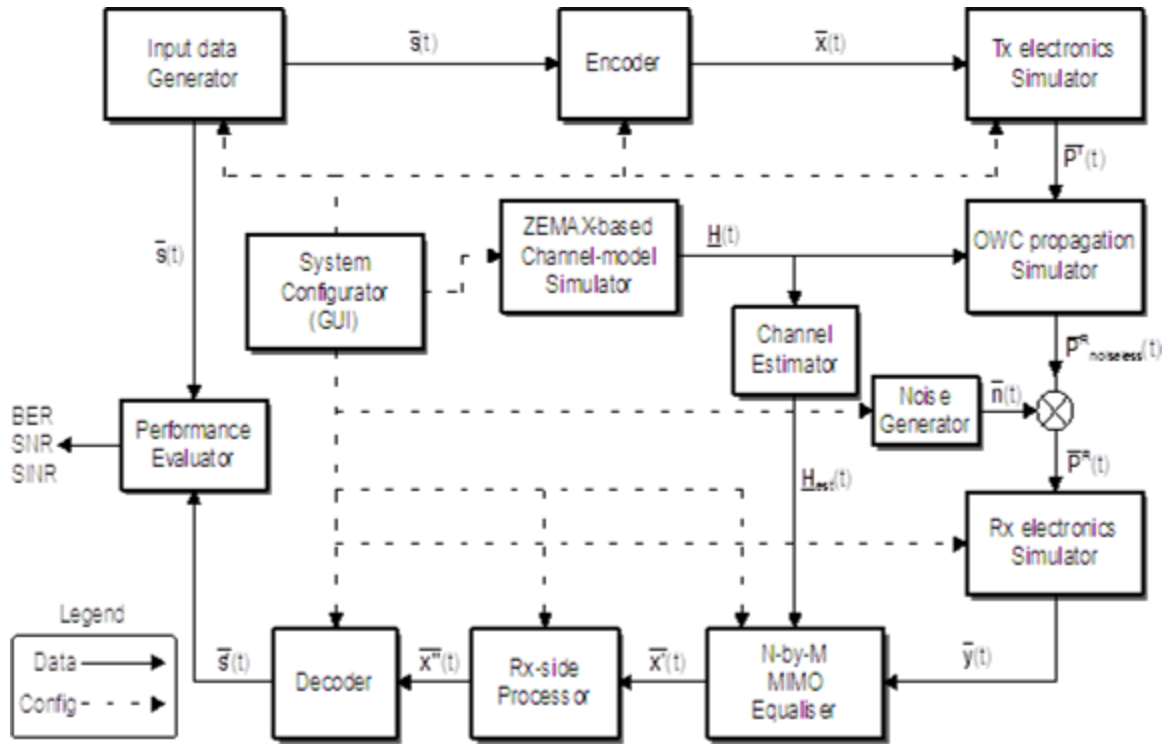 Input data
Generator
s̅(t)
Encoder
x̅(t)
Tx electronics
Simulator
P̅ᵀ(t)
s̅(t)
System
Configurator
(GUI)
ZEMAX-based
Channel-model
Simulator
H(t)
OWC propagation
Simulator
Channel
Estimator
P̅ᴿnoiseless(t)
Noise
Generator
n̅(t)
BER
SNR
SINR
Performance
Evaluator
P̅ᴿ(t)
Hest(t)
Rx electronics
Simulator
Legend
Data
Config
s̅'(t)
Decoder
x̅''(t)
Rx-side
Processor
x̅'(t)
N-by-M
MIMO
Equaliser
y̅(t)